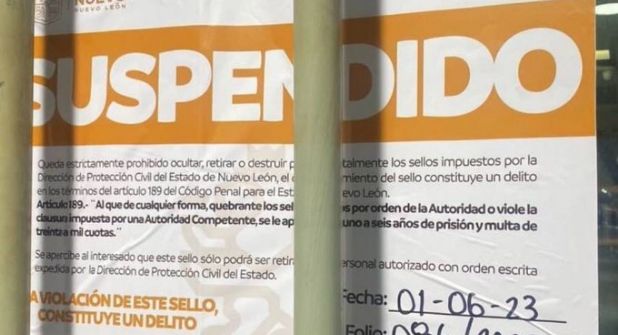 NUEVO LEÓN
SUSPEN DIDO
Queda estrictamente prohibido ocultar, retirar o destruir p talmente los sellos impuestos por la
Dirección de Protección Civil del Estado de Nuevo León, el miento del sello constituye un delito
en los términos del artículo 189 del Código Penal para el Est evo León.
Artículo 189.- "Al que de cualquier forma, quebrante los sel os por orden de la Autoridad o viole la
clausura impuesta por una Autoridad Competente, se le ap uno a seis años de prisión y multa de
treinta a mil cuotas."
Se apercibe al interesado que este sello sólo podrá ser retir ersonal autorizado con orden escrita
expedida por la Dirección de Protección Civil del Estado.
LA VIOLACIÓN DE ESTE SELLO,
CONSTITUYE UN DELITO
Fecha: 01-06-23
Folio: